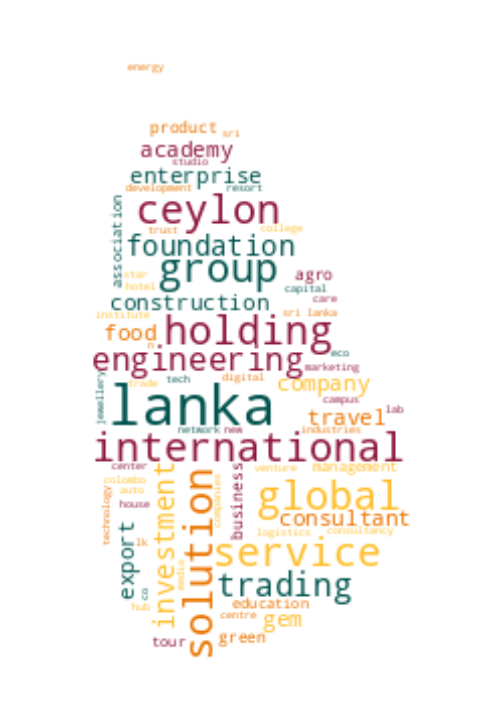 energy
product sri
academy
studio
enterprise
development resort
association
ceylon
trust college
foundation
group
star
hotel
agro
capital
care
construction
institute
sri lanka
food
holding
n
engineering
eco
marketing
jewellery
trade tech digital
company
lanka
campus
travel lab
network new industries
international
center
investment
solution
business
venture management
colombo
auto
companies
technology
house
global
consultant
export
lk
logistics consultancy
service
media
co
hub
trading
education
centre gem
tour green